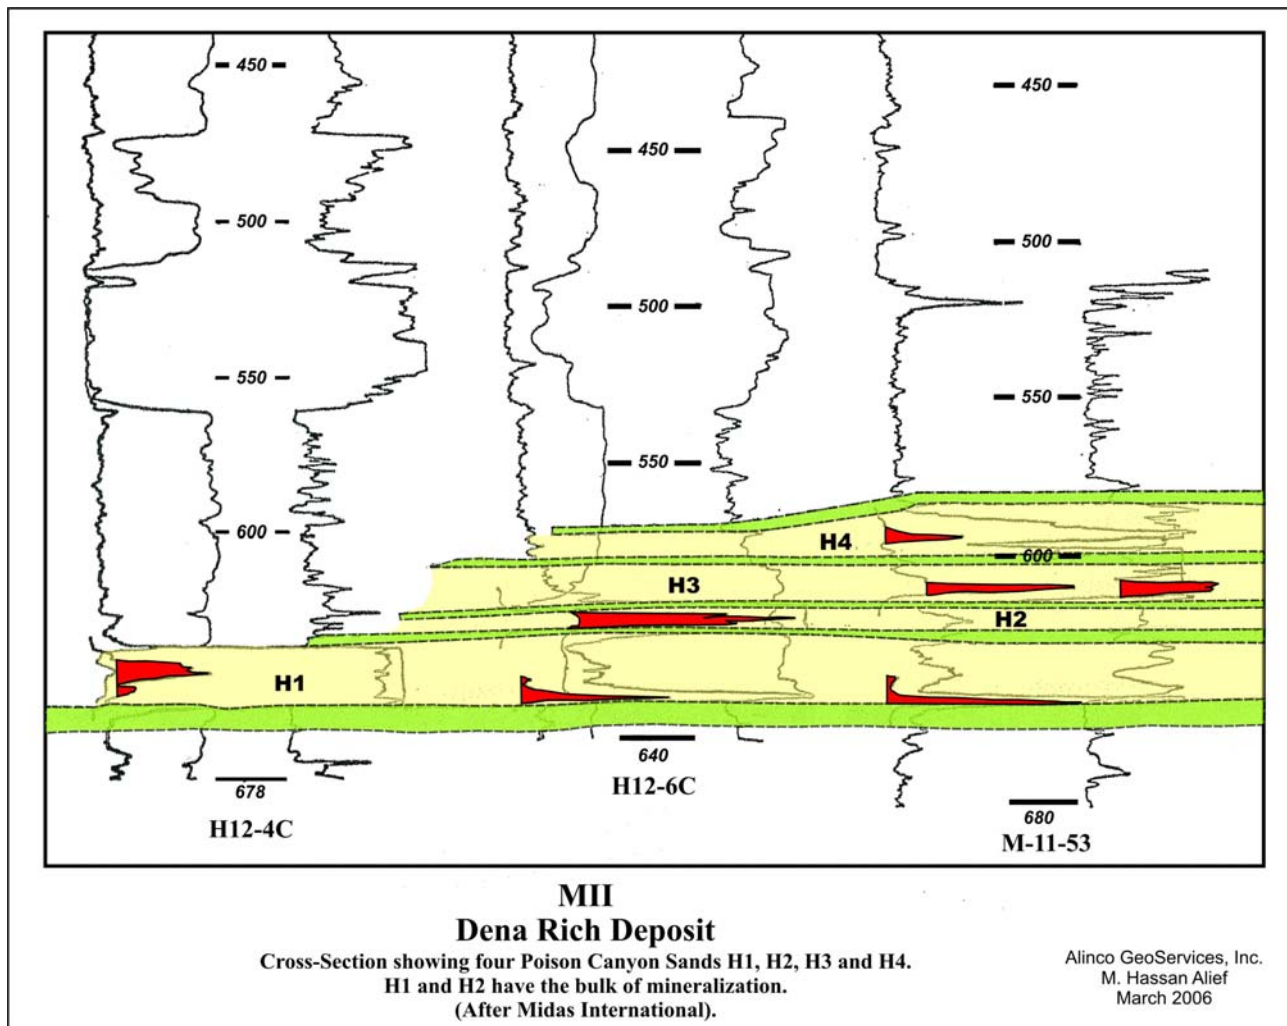 450
500
550
600
678
H12-4C
450
500
550
640
H12-6C
450
500
550
600
680
M-11-53
H4
H3
H2
H1
MII
Dena Rich Deposit
Cross-Section showing four Poison Canyon Sands H1, H2, H3 and H4.
H1 and H2 have the bulk of mineralization.
(After Midas International).
Alinco GeoServices, Inc.
M. Hassan Alief
March 2006